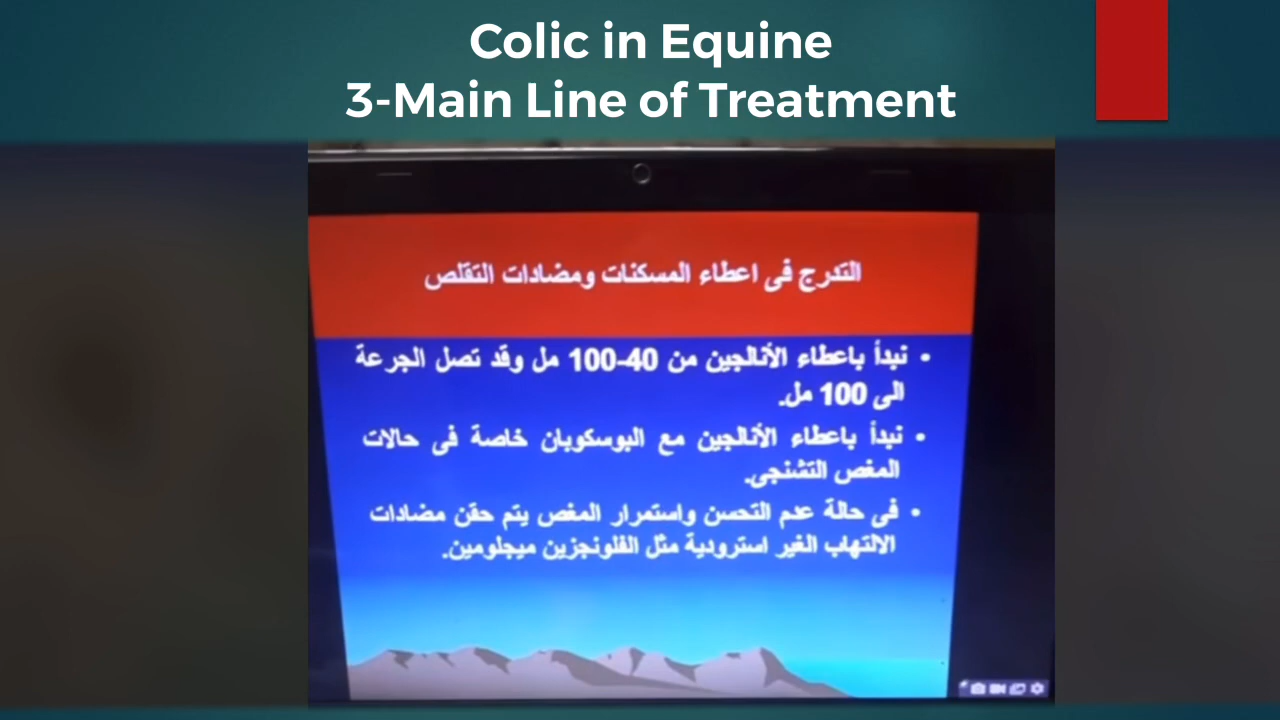 Colic in Equine
3-Main Line of Treatment
التدرج فى اعطاء المسكنات ومضادات التقلص
• نبدأ باعطاء الأنالجين من 40-100 مل وقد تصل الجرعة
الى 100 مل.
• نبدأ باعطاء الأنالجين مع البوسكوبان خاصة فى حالات
المغص التشنجى.
• فى حالة عدم التحسن واستمرار المغص يتم حقن مضادات
الالتهاب الغير استرودية مثل الفلونجزين ميجلومين.